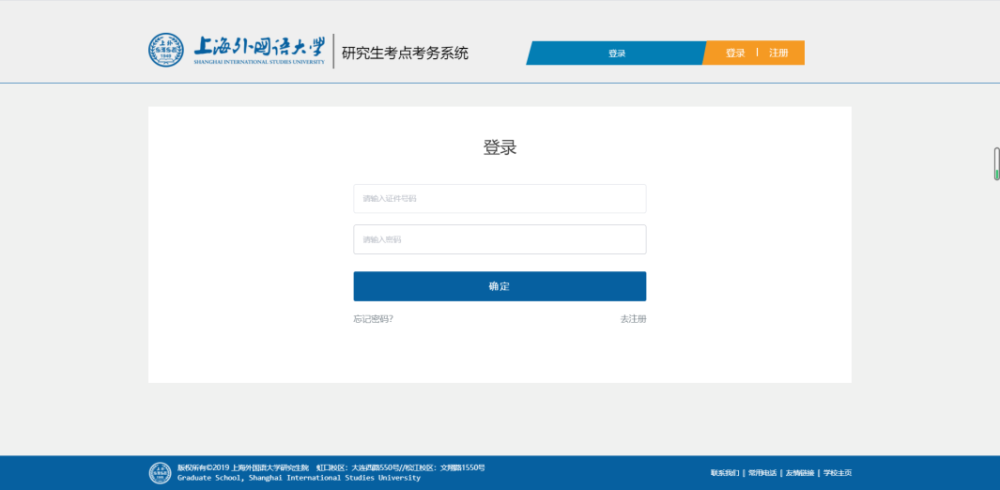 上海外国语大学
SHANGHAI INTERNATIONAL STUDIES UNIVERSITY
研究生考点考务系统
登录
登录 | 注册
登录
请输入证件号码
请输入密码
确定
忘记密码?
去注册
版权所有©2019 上海外国语大学研究生院 虹口校区：大连西路550号//松江校区：文翔路1550号
Graduate School, Shanghai International Studies University
联系我们 | 常用电话 | 友情链接 | 学校主页